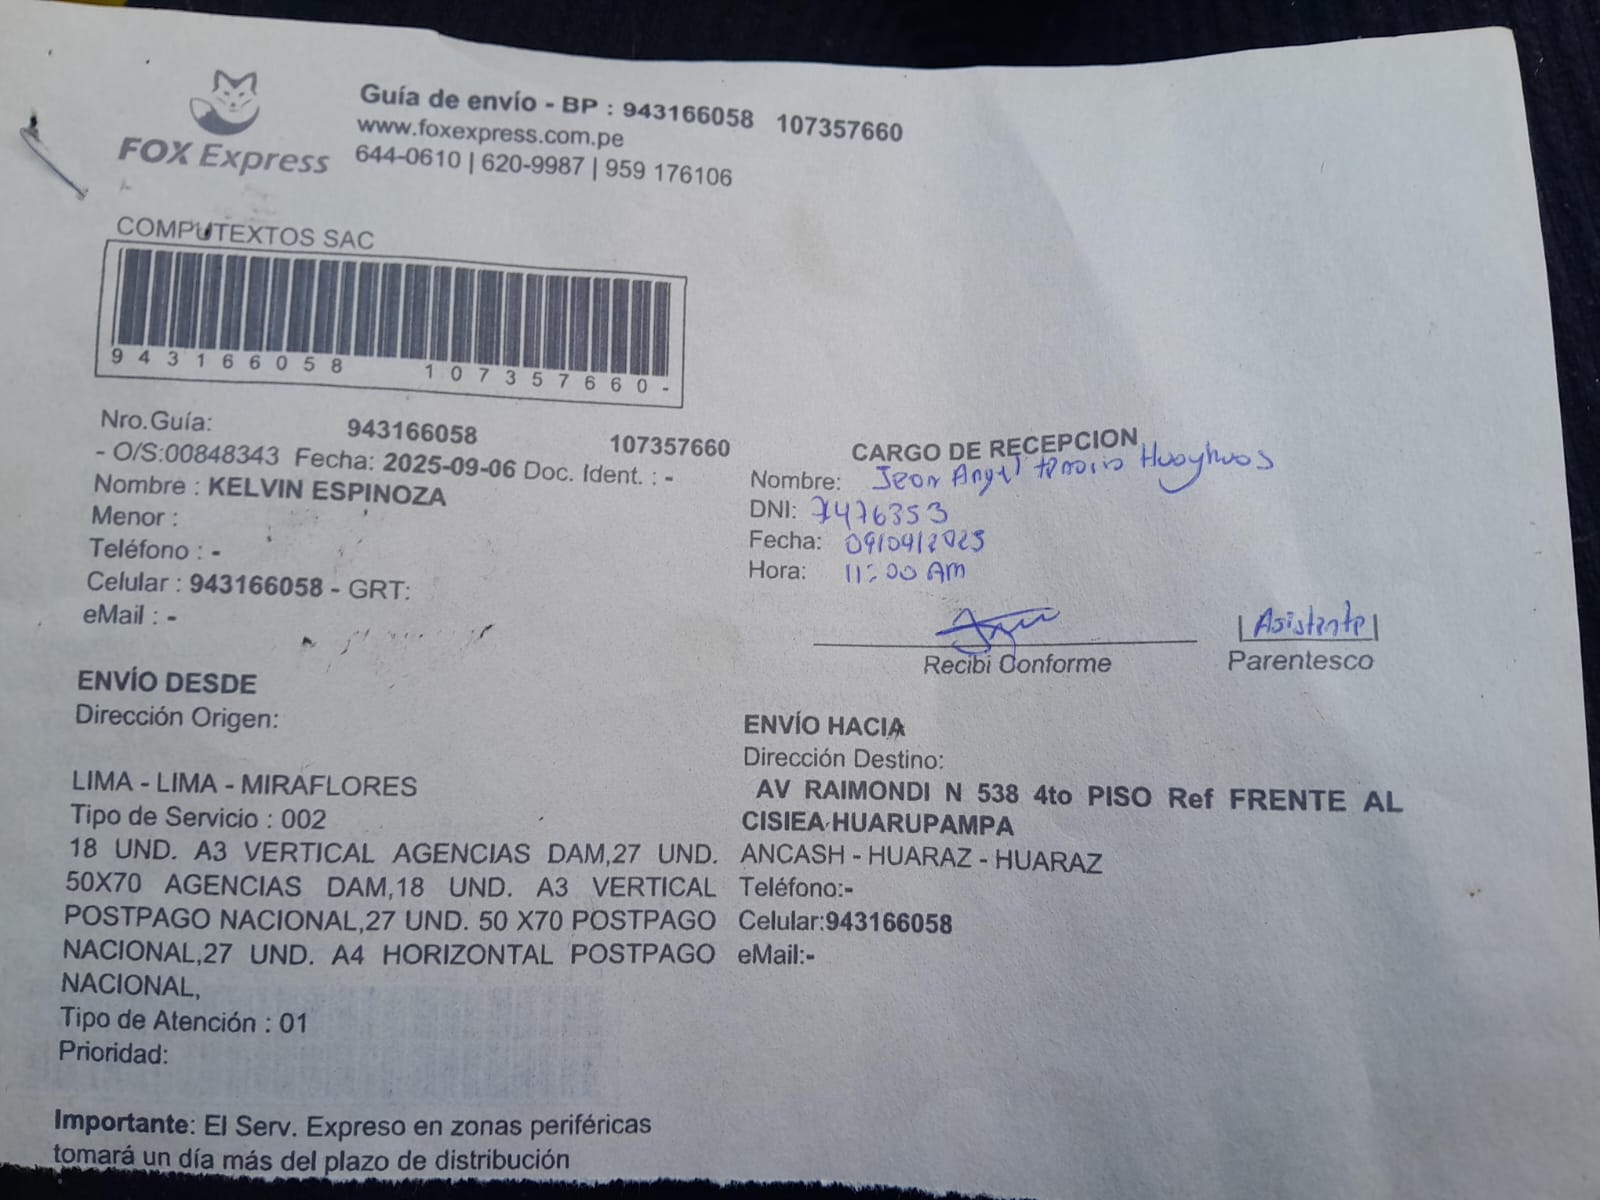 FOX Express
Guía de envío - BP : 943166058 107357660
www.foxexpress.com.pe
644-0610 | 620-9987 | 959 176106
COMPUTEXTOS SAC
943166058 107357660-
Nro.Guía: 943166058 107357660
- O/S:00848343 Fecha: 2025-09-06 Doc. Ident. : -
Nombre : KELVIN ESPINOZA
Menor :
Teléfono : -
Celular : 943166058 - GRT:
eMail : -
CARGO DE RECEPCION
Nombre: Jean Angel
DNI: 7476353
Fecha: 09/09/2025
Hora: 11:00 AM
Recibi Conforme
Asistente
Parentesco
ENVÍO DESDE
Dirección Origen:
LIMA - LIMA - MIRAFLORES
Tipo de Servicio : 002
18 UND. A3 VERTICAL AGENCIAS DAM,27 UND.
50X70 AGENCIAS DAM,18 UND. A3 VERTICAL
POSTPAGO NACIONAL,27 UND. 50 X70 POSTPAGO
NACIONAL,27 UND. A4 HORIZONTAL POSTPAGO
NACIONAL,
Tipo de Atención : 01
Prioridad:
ENVÍO HACIA
Dirección Destino:
AV RAIMONDI N 538 4to PISO Ref FRENTE AL
CISIEA HUARUPAMPA
ANCASH - HUARAZ - HUARAZ
Teléfono:-
Celular:943166058
eMail:-
Importante: El Serv. Expreso en zonas periféricas
tomará un día más del plazo de distribución